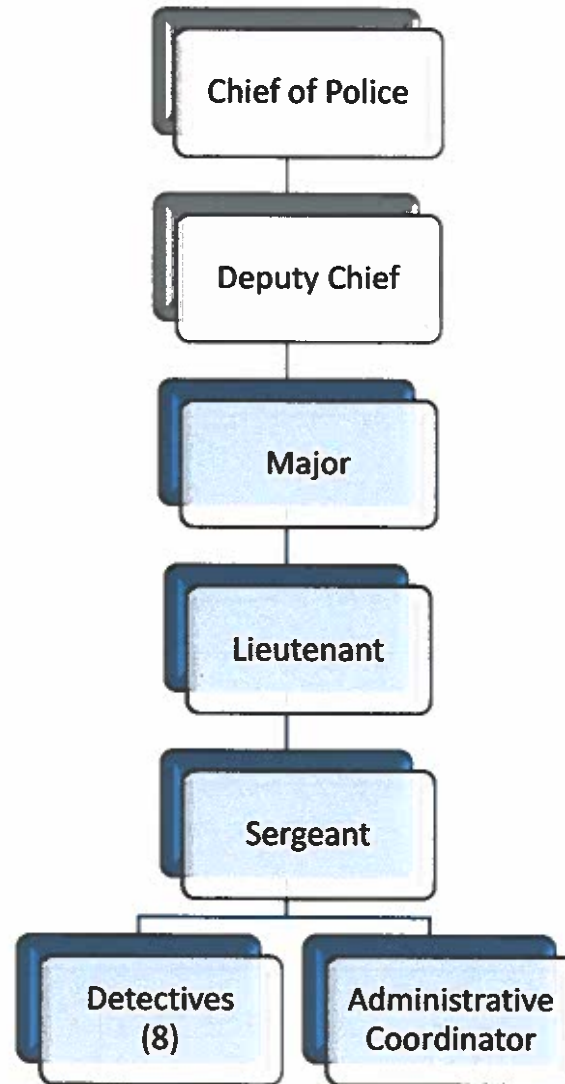 Chief of Police
Deputy Chief
Major
Lieutenant
Sergeant
Detectives
(8)
Administrative
Coordinator